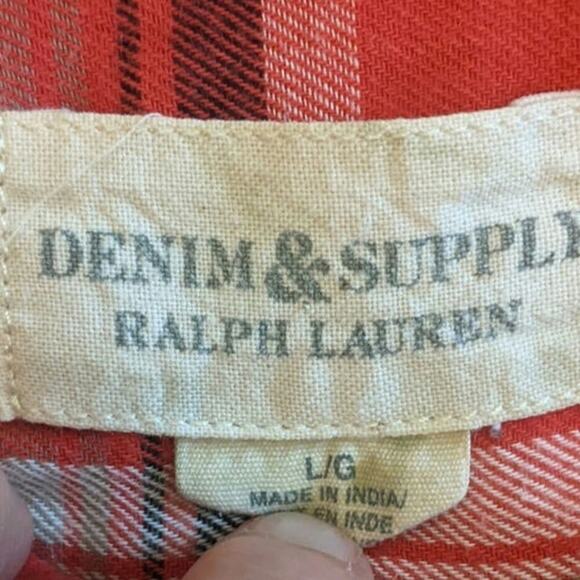 DENIM & SUPPLY
RALPH LAUREN
L/G
MADE IN INDIA/
EN INDE